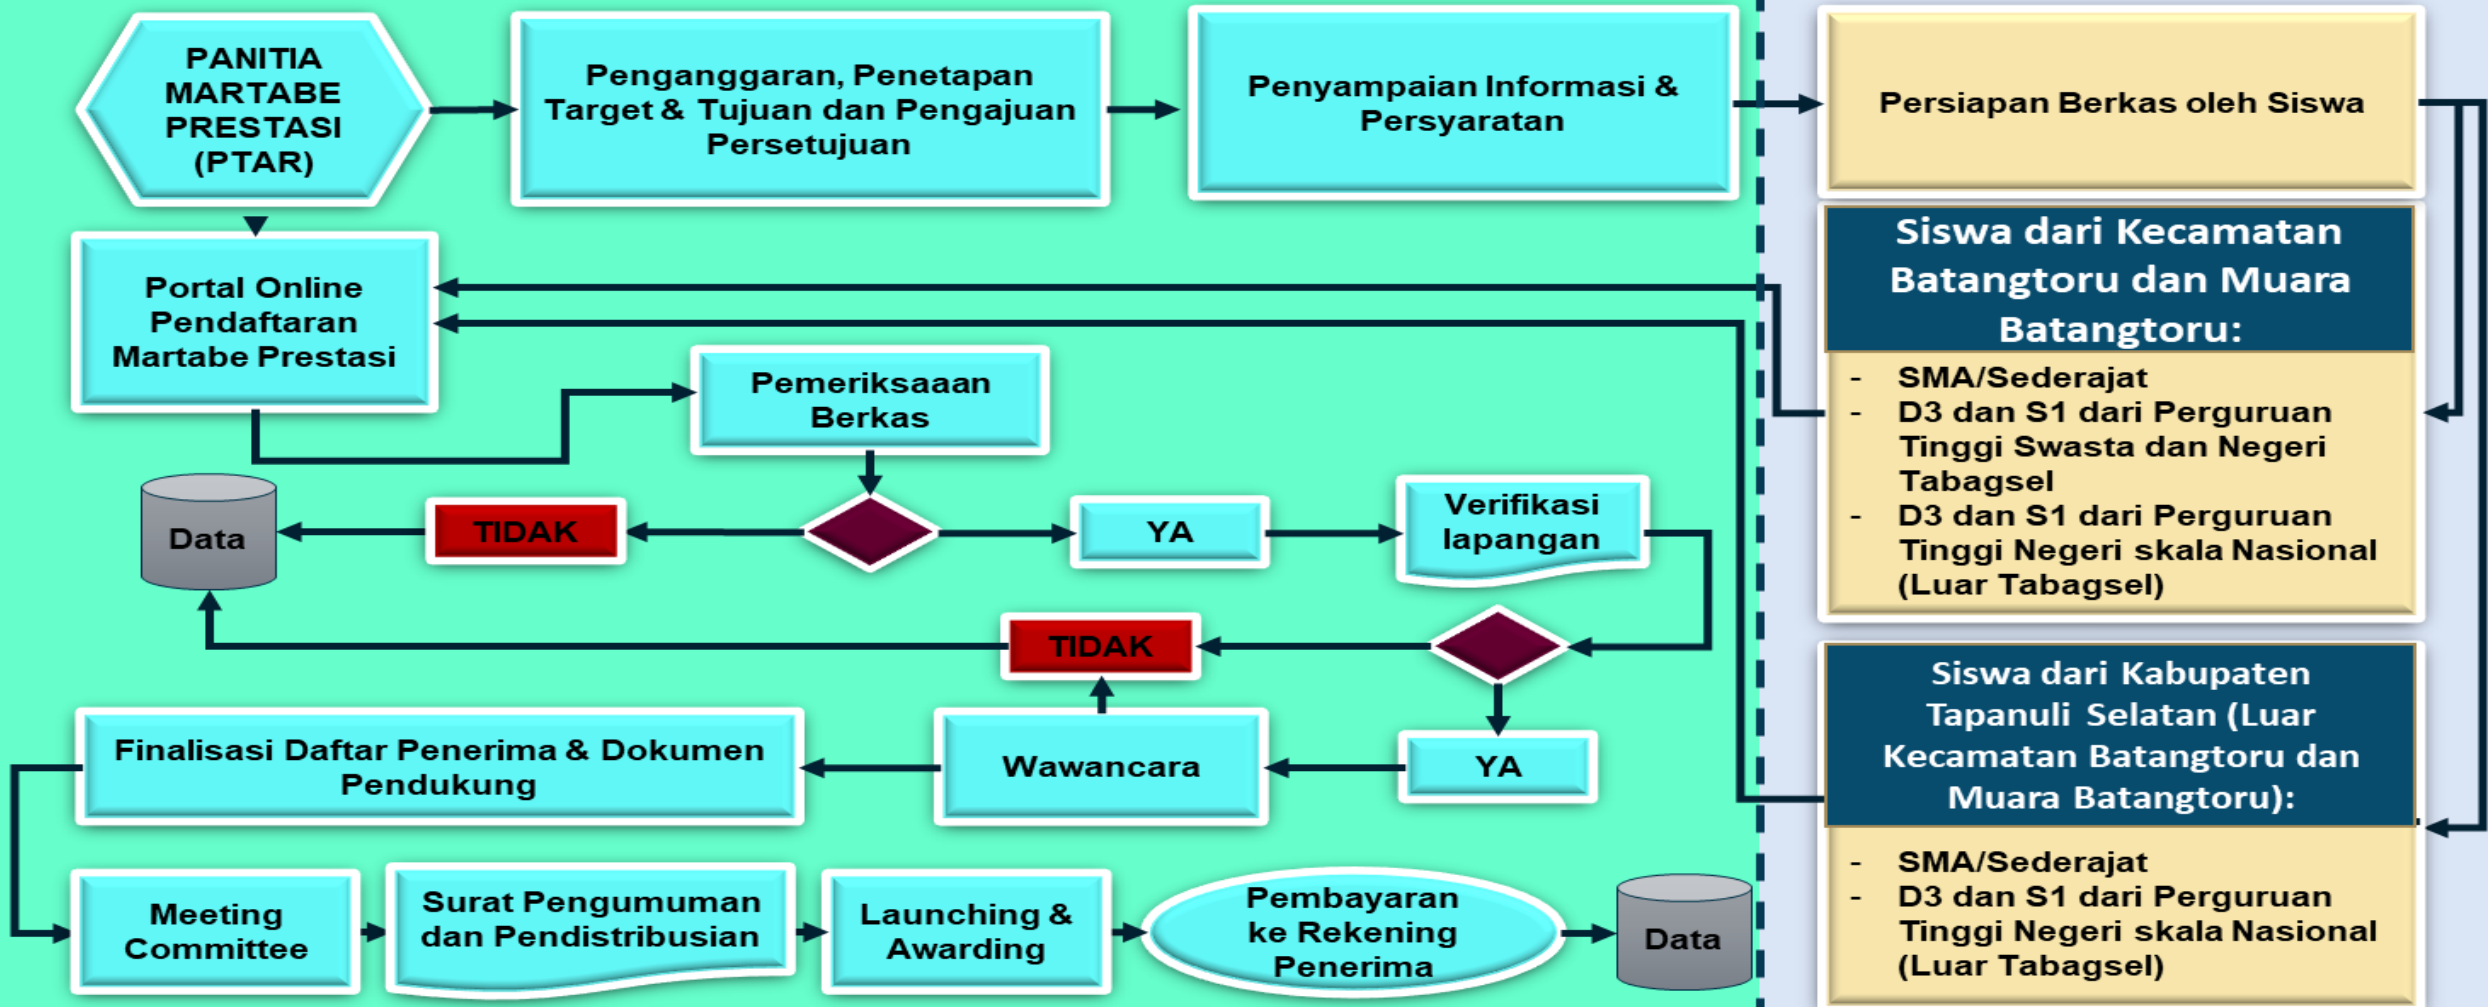 PANITIA
MARTABE
PRESTASI
(PTAR)
Penganggaran, Penetapan
Target & Tujuan dan Pengajuan
Persetujuan
Penyampaian Informasi &
Persyaratan
Persiapan Berkas oleh Siswa
Siswa dari Kecamatan
Batangtoru dan Muara
Batangtoru:
- SMA/Sederajat
- D3 dan S1 dari Perguruan
Tinggi Swasta dan Negeri
Tabagsel
- D3 dan S1 dari Perguruan
Tinggi Negeri skala Nasional
(Luar Tabagsel)
Portal Online
Pendaftaran
Martabe Prestasi
Pemeriksaaan
Berkas
Data
TIDAK
YA
Verifikasi
lapangan
TIDAK
YA
Wawancara
Finalisasi Daftar Penerima & Dokumen
Pendukung
Siswa dari Kabupaten
Tapanuli Selatan (Luar
Kecamatan Batangtoru dan
Muara Batangtoru):
- SMA/Sederajat
- D3 dan S1 dari Perguruan
Tinggi Negeri skala Nasional
(Luar Tabagsel)
Meeting
Committee
Surat Pengumuman
dan Pendistribusian
Launching &
Awarding
Pembayaran
ke Rekening
Penerima
Data